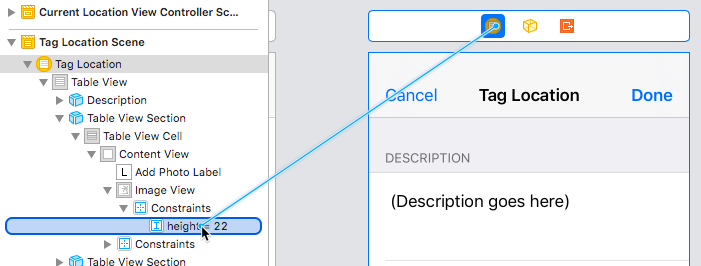 Current Location View Controller Sc...
Tag Location Scene
Tag Location
Table View
Description
Table View Section
Table View Cell
Content View
L Add Photo Label
Image View
Constraints
height = 22
Constraints
Table View Section
Cancel Tag Location Done
DESCRIPTION
(Description goes here)